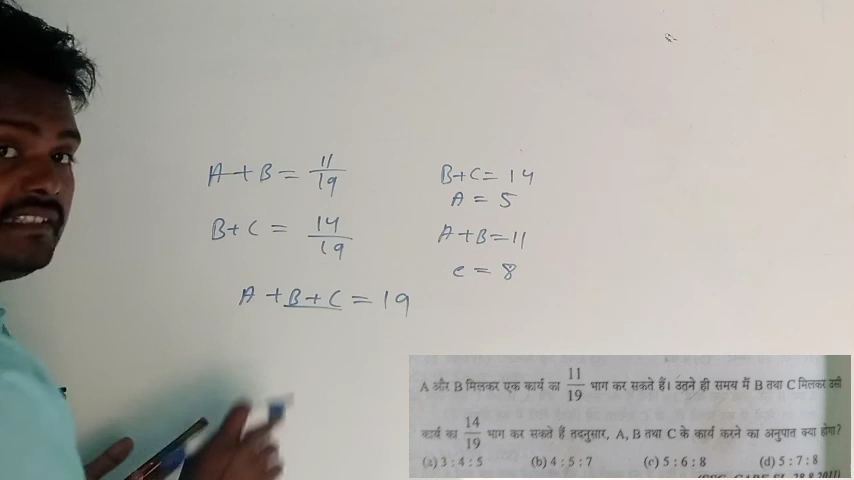 A+B = 11/19
B+C = 14/19
A+B+C = 19
B+C = 14
A = 5
A+B=11
c = 8
A और B मिलकर एक कार्य का 11/19 भाग कर सकते हैं। उतने ही समय में B तथा C मिलकर उसी
कार्य का 14/19 भाग कर सकते हैं तदनुसार, A, B तथा C के कार्य करने का अनुपात क्या होगा?
(a) 3 : 4 : 5 (b) 4 : 5 : 7 (c) 5 : 6 : 8 (d) 5 : 7 : 8